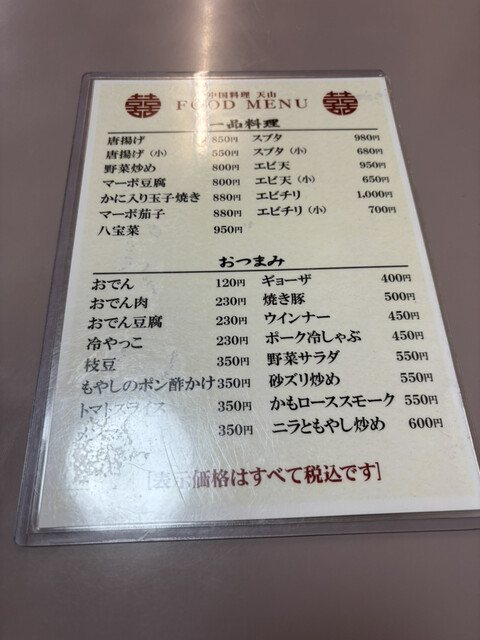 中国料理 天山
FOOD MENU
一品料理
唐揚げ 850円 スブタ 980円
唐揚げ(小) 550円 スブタ(小) 680円
野菜炒め 800円 エビ天 950円
マーボ豆腐 800円 エビ天(小) 650円
かに入り玉子焼き 880円 エビチリ 1,000円
マーボ茄子 880円 エビチリ(小) 700円
八宝菜 950円
おつまみ
おでん 120円 ギョーザ 400円
おでん肉 230円 焼き豚 500円
おでん豆腐 230円 ウインナー 450円
冷やっこ 230円 ポーク冷しゃぶ 450円
枝豆 350円 野菜サラダ 550円
もやしのポン酢かけ 350円 砂ズリ炒め 550円
トマトスライス 350円 かもローススモーク 550円
350円 ニラともやし炒め 600円
[表示価格はすべて税込です]